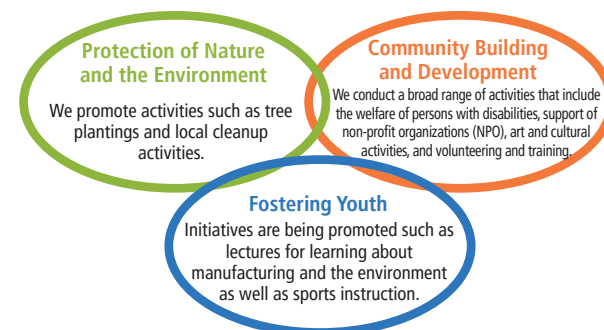 Protection of Nature
and the Environment
We promote activities such as tree
plantings and local cleanup
activities.
Community Building
and Development
We conduct a broad range of activities that include
the welfare of persons with disabilities, support of
non-profit organizations (NPO), art and cultural
activities, and volunteering and training.
Fostering Youth
Initiatives are being promoted such as
lectures for learning about
manufacturing and the environment
as well as sports instruction.